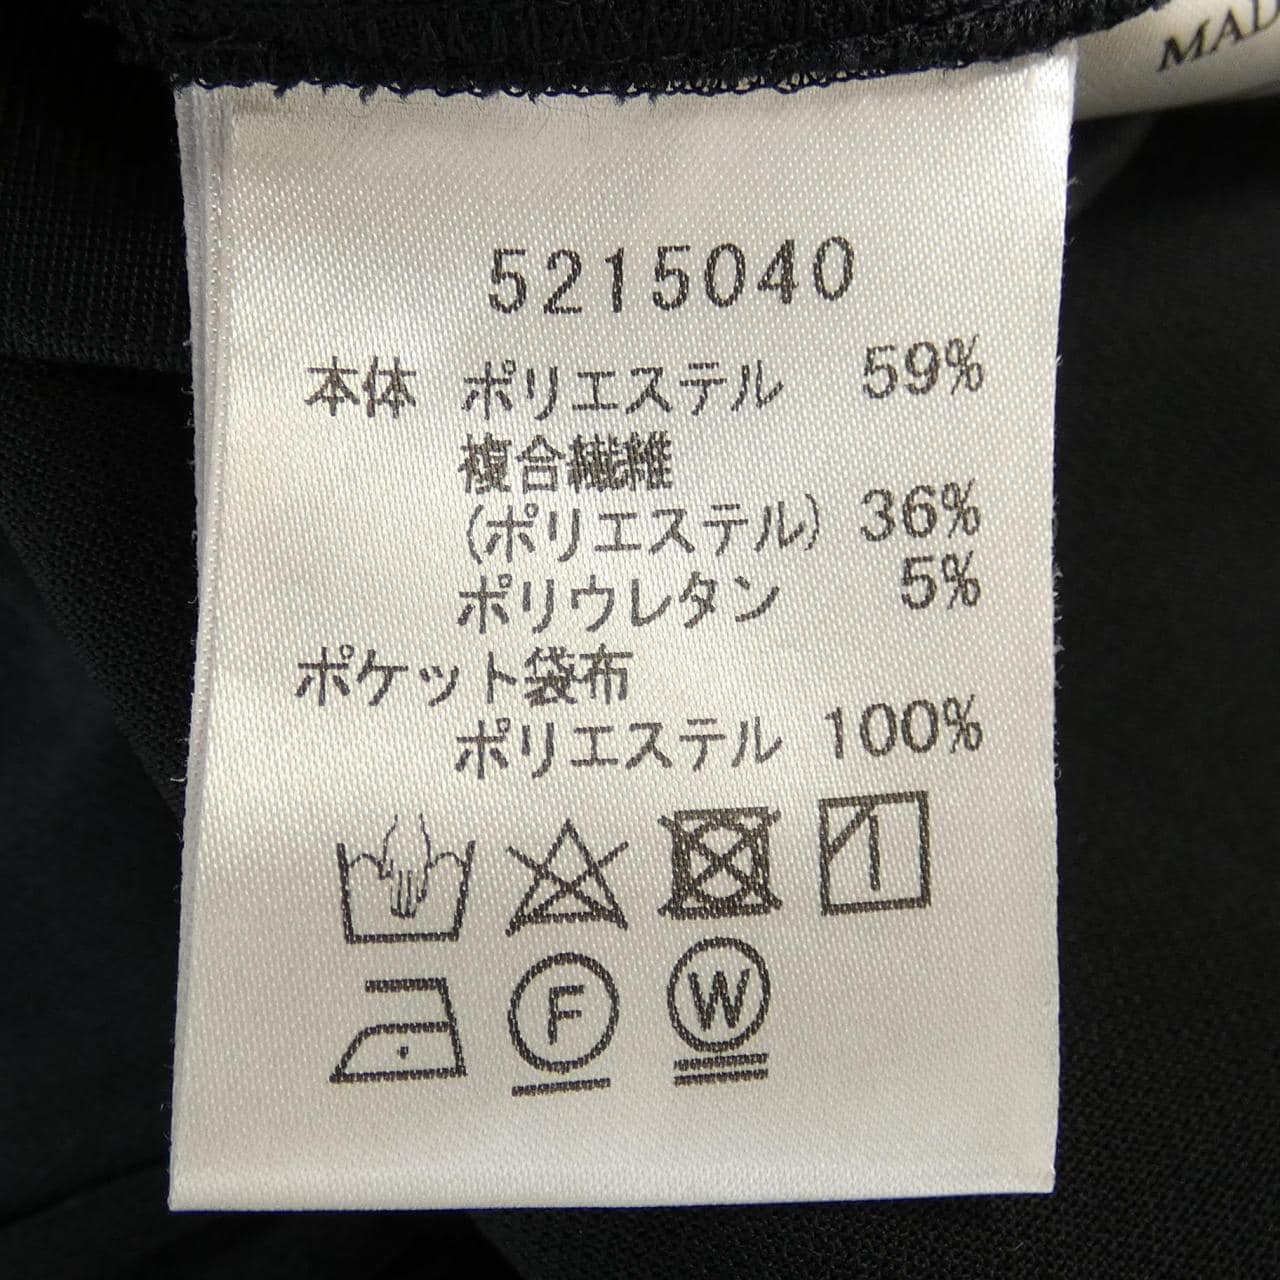 MAD
5215040
本体 ポリエステル 59%
複合繊維
(ポリエステル) 36%
ポリウレタン 5%
ポケット袋布
ポリエステル 100%
F
W